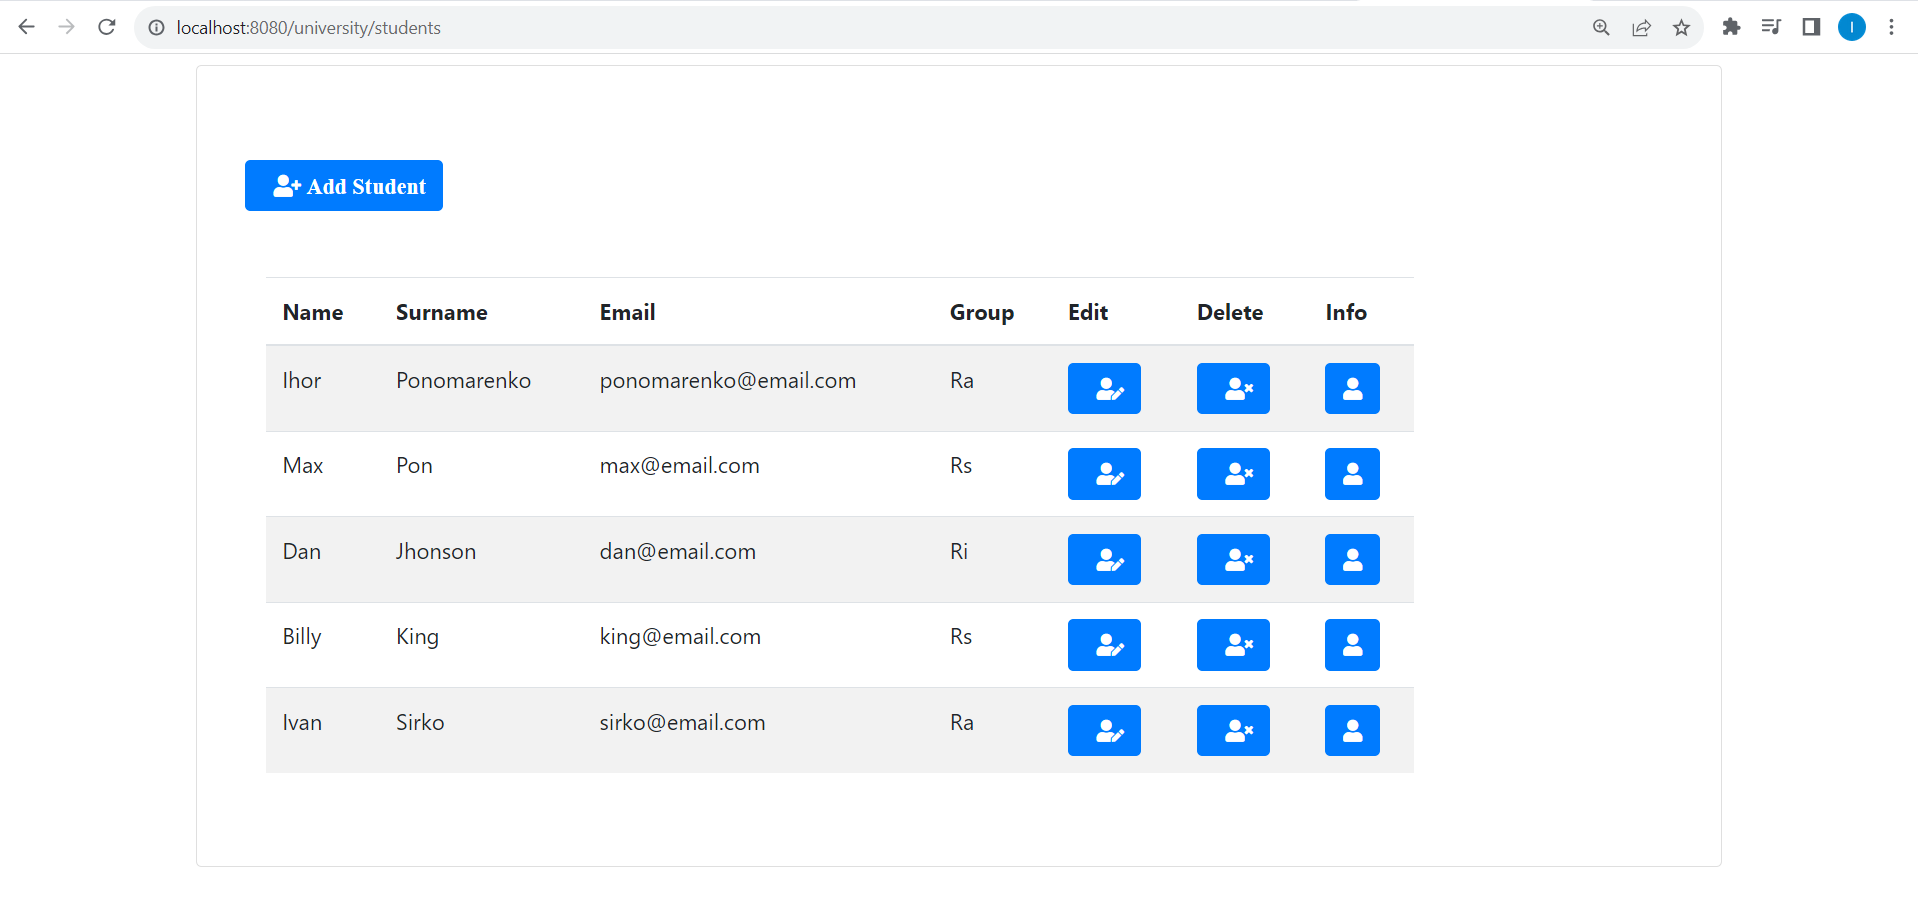 localhost:8080/university/students
I
Add Student
Name Surname Email Group Edit Delete Info
Ihor Ponomarenko ponomarenko@email.com Ra
Max Pon max@email.com Rs
Dan Jhonson dan@email.com Ri
Billy King king@email.com Rs
Ivan Sirko sirko@email.com Ra